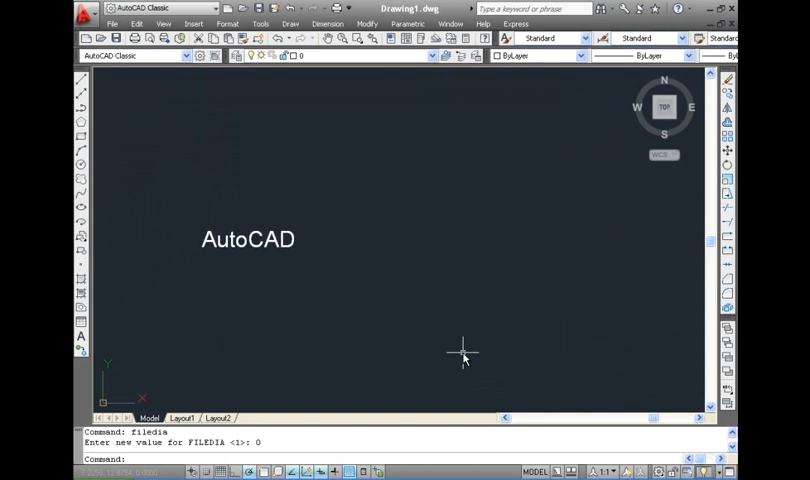 AutoCAD Classic
Drawing1.dwg
Type a keyword or phrase
File Edit View Insert Format Tools Draw Dimension Modify Parametric Window Help Express
Standard
Standard
Standa
AutoCAD Classic
0
ByLayer
ByLayer
N
W TOP E
S
WCS
AutoCAD
Y
X
Model Layout1 Layout2
Command: filedia
Enter new value for FILEDIA <1>: 0
Command:
MODEL
1:1